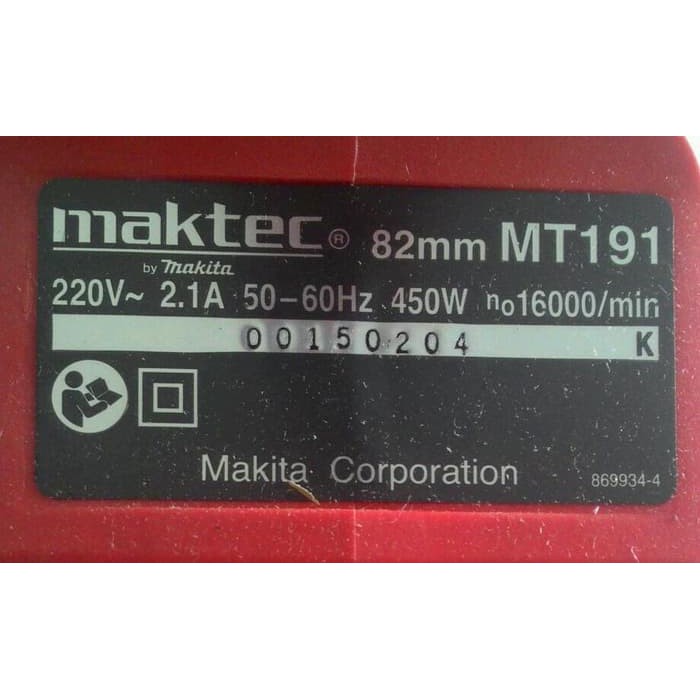 maktec® 82mm MT191
by Makita
220V~ 2.1A 50-60Hz 450W no16000/min
00150204 K
Makita Corporation
869934-4